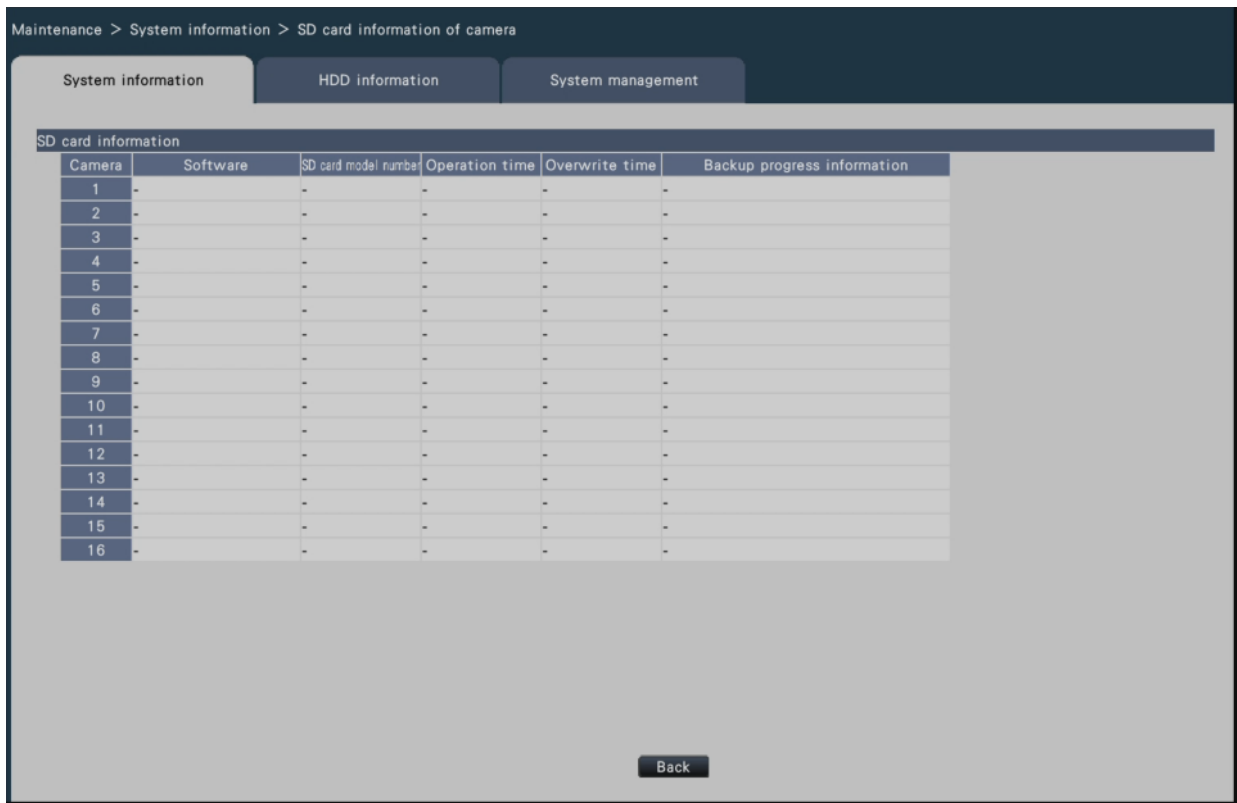 Maintenance > System information > SD card information of camera
System information HDD information System management
SD card information
Camera Software SD card model number Operation time Overwrite time Backup progress information
1 - - - - -
2 - - - - -
3 - - - - -
4 - - - - -
5 - - - - -
6 - - - - -
7 - - - - -
8 - - - - -
9 - - - - -
10 - - - - -
11 - - - - -
12 - - - - -
13 - - - - -
14 - - - - -
15 - - - - -
16 - - - - -
Back